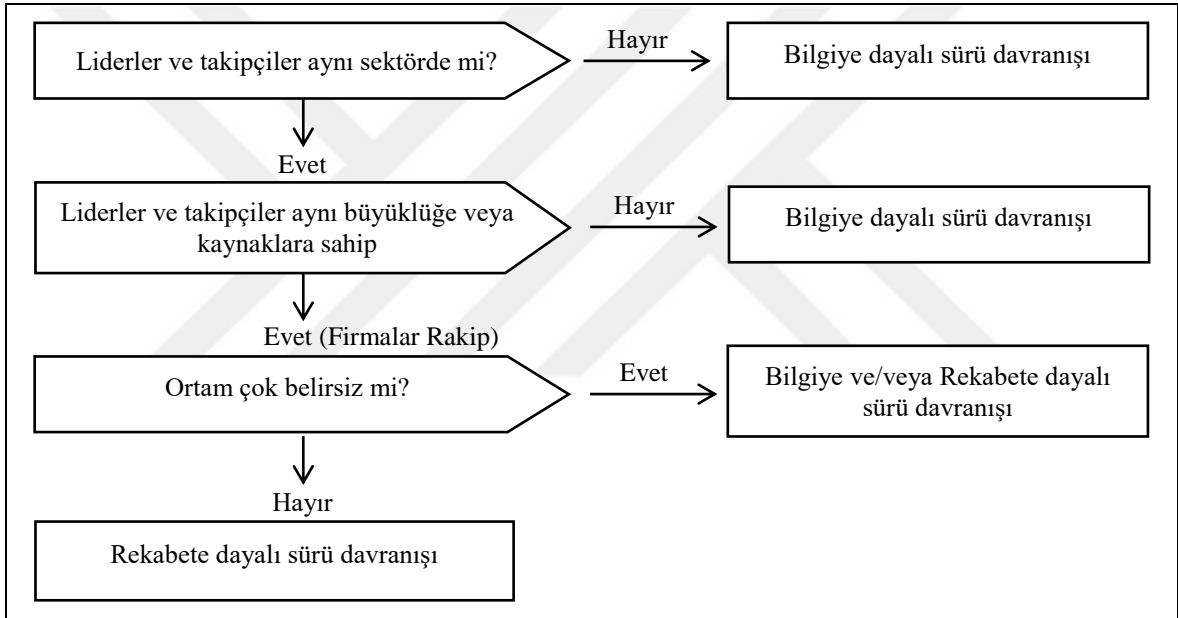 Liderler ve takipçiler aynı sektörde mi?
Hayır
Bilgiye dayalı sürü davranışı
Evet
Liderler ve takipçiler aynı büyüklüğe veya
kaynaklara sahip
Hayır
Bilgiye dayalı sürü davranışı
Evet (Firmalar Rakip)
Ortam çok belirsiz mi?
Evet
Bilgiye ve/veya Rekabete dayalı
sürü davranışı
Hayır
Rekabete dayalı sürü davranışı